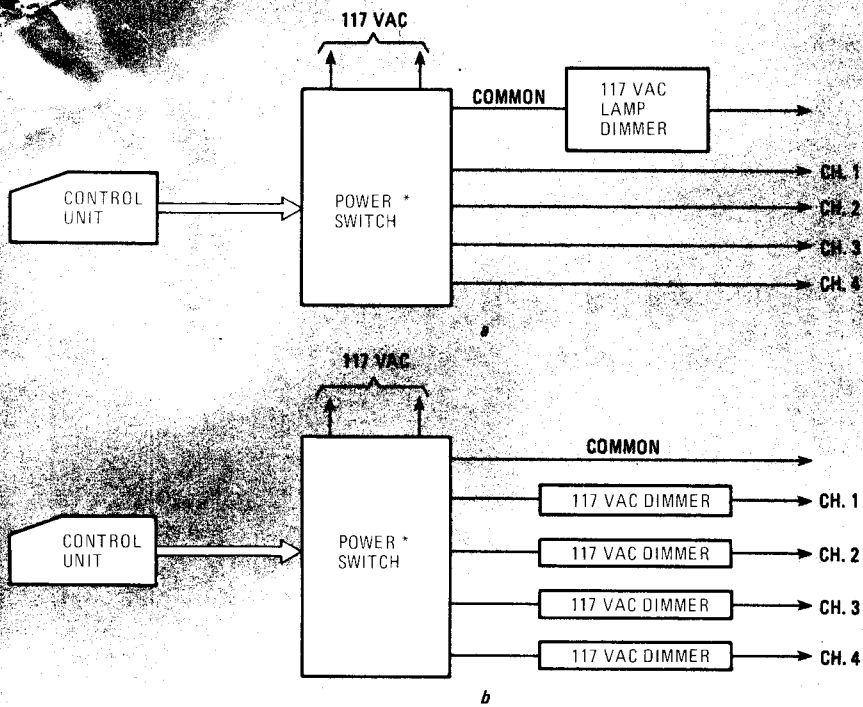 117 VAC
COMMON
117 VAC
LAMP
DIMMER
CONTROL
UNIT
POWER *
SWITCH
CH. 1
CH. 2
CH. 3
CH. 4
a
117 VAC
COMMON
117 VAC DIMMER
CH. 1
CONTROL
UNIT
POWER *
SWITCH
117 VAC DIMMER
CH. 2
117 VAC DIMMER
CH. 3
117 VAC DIMMER
CH. 4
b